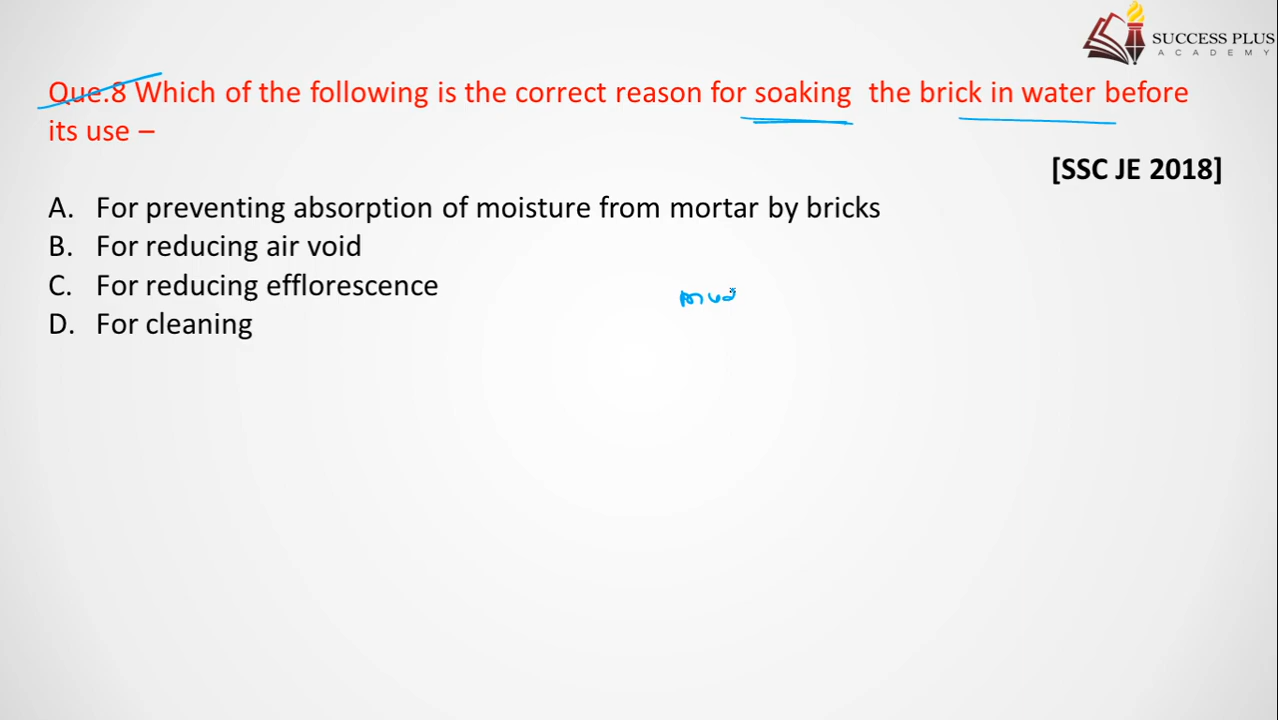 SUCCESS PLUS
ACADEMY
Que.8 Which of the following is the correct reason for soaking the brick in water before
its use –
[SSC JE 2018]
A. For preventing absorption of moisture from mortar by bricks
B. For reducing air void
C. For reducing efflorescence
D. For cleaning